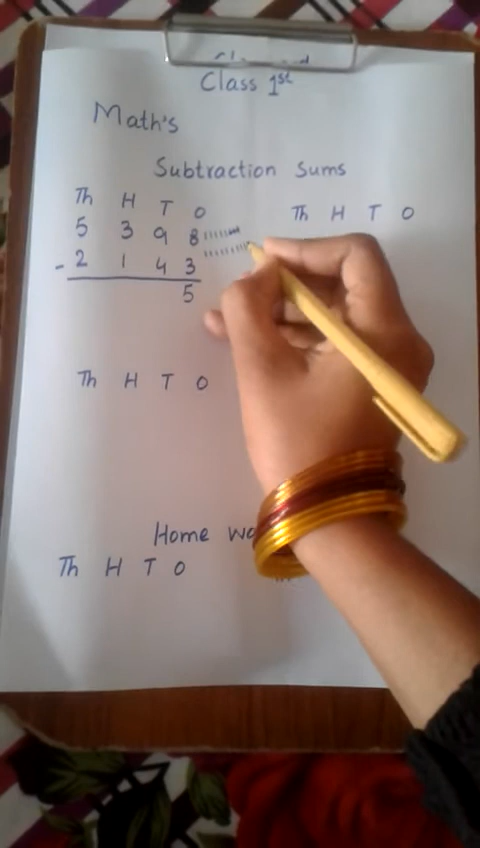 Class 1st
Math's
Subtraction Sums
Th H T O
5 3 9 8
- 2 1 4 3
5
Th H T O
Th H T O
Home
Th H T O